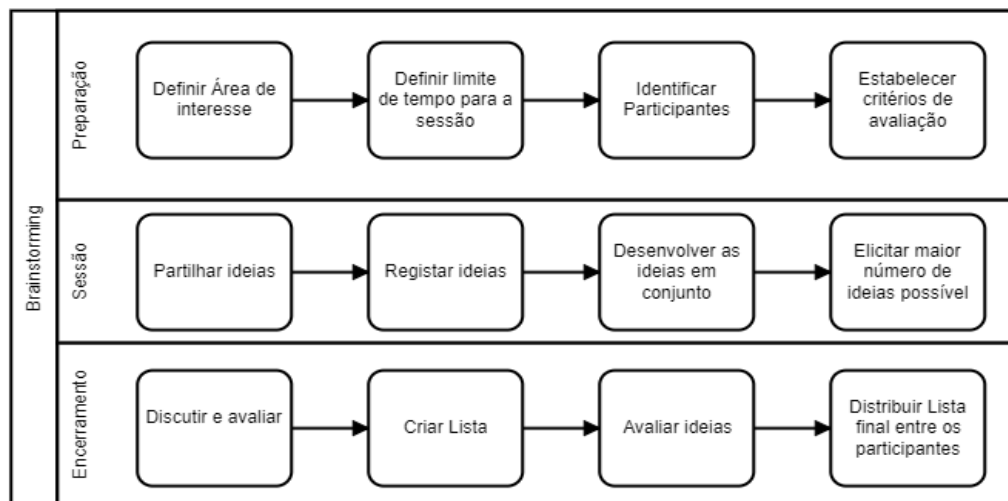 Brainstorming
Preparação
Definir Área de
interesse
Definir limite
de tempo para a
sessão
Identificar
Participantes
Estabelecer
critérios de
avaliação
Sessão
Partilhar ideias
Registar ideias
Desenvolver as
ideias em
conjunto
Elicitar maior
número de
ideias possível
Encerramento
Discutir e avaliar
Criar Lista
Avaliar ideias
Distribuir Lista
final entre os
participantes